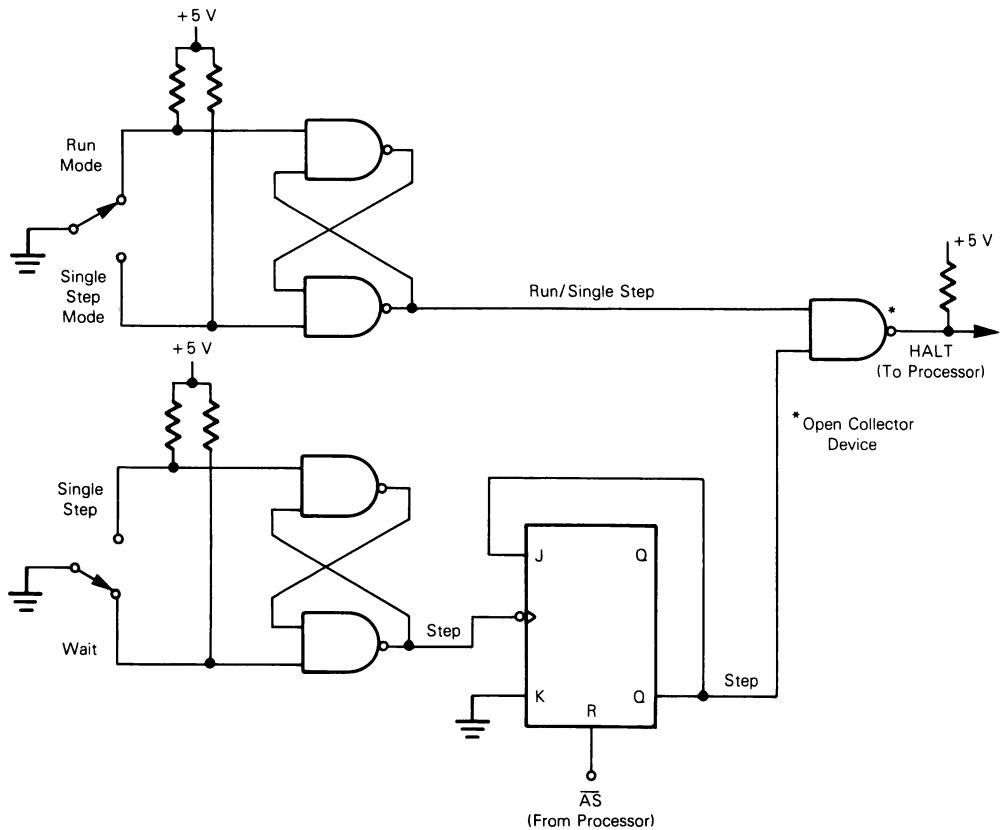 +5 V
Run
Mode
Single
Step
Mode
+5 V
Run/Single Step
+5 V
*
HALT
(To Processor)
*Open Collector
Device
Single
Step
Wait
Step
J
Q
K
Q
R
Step
AS
(From Processor)